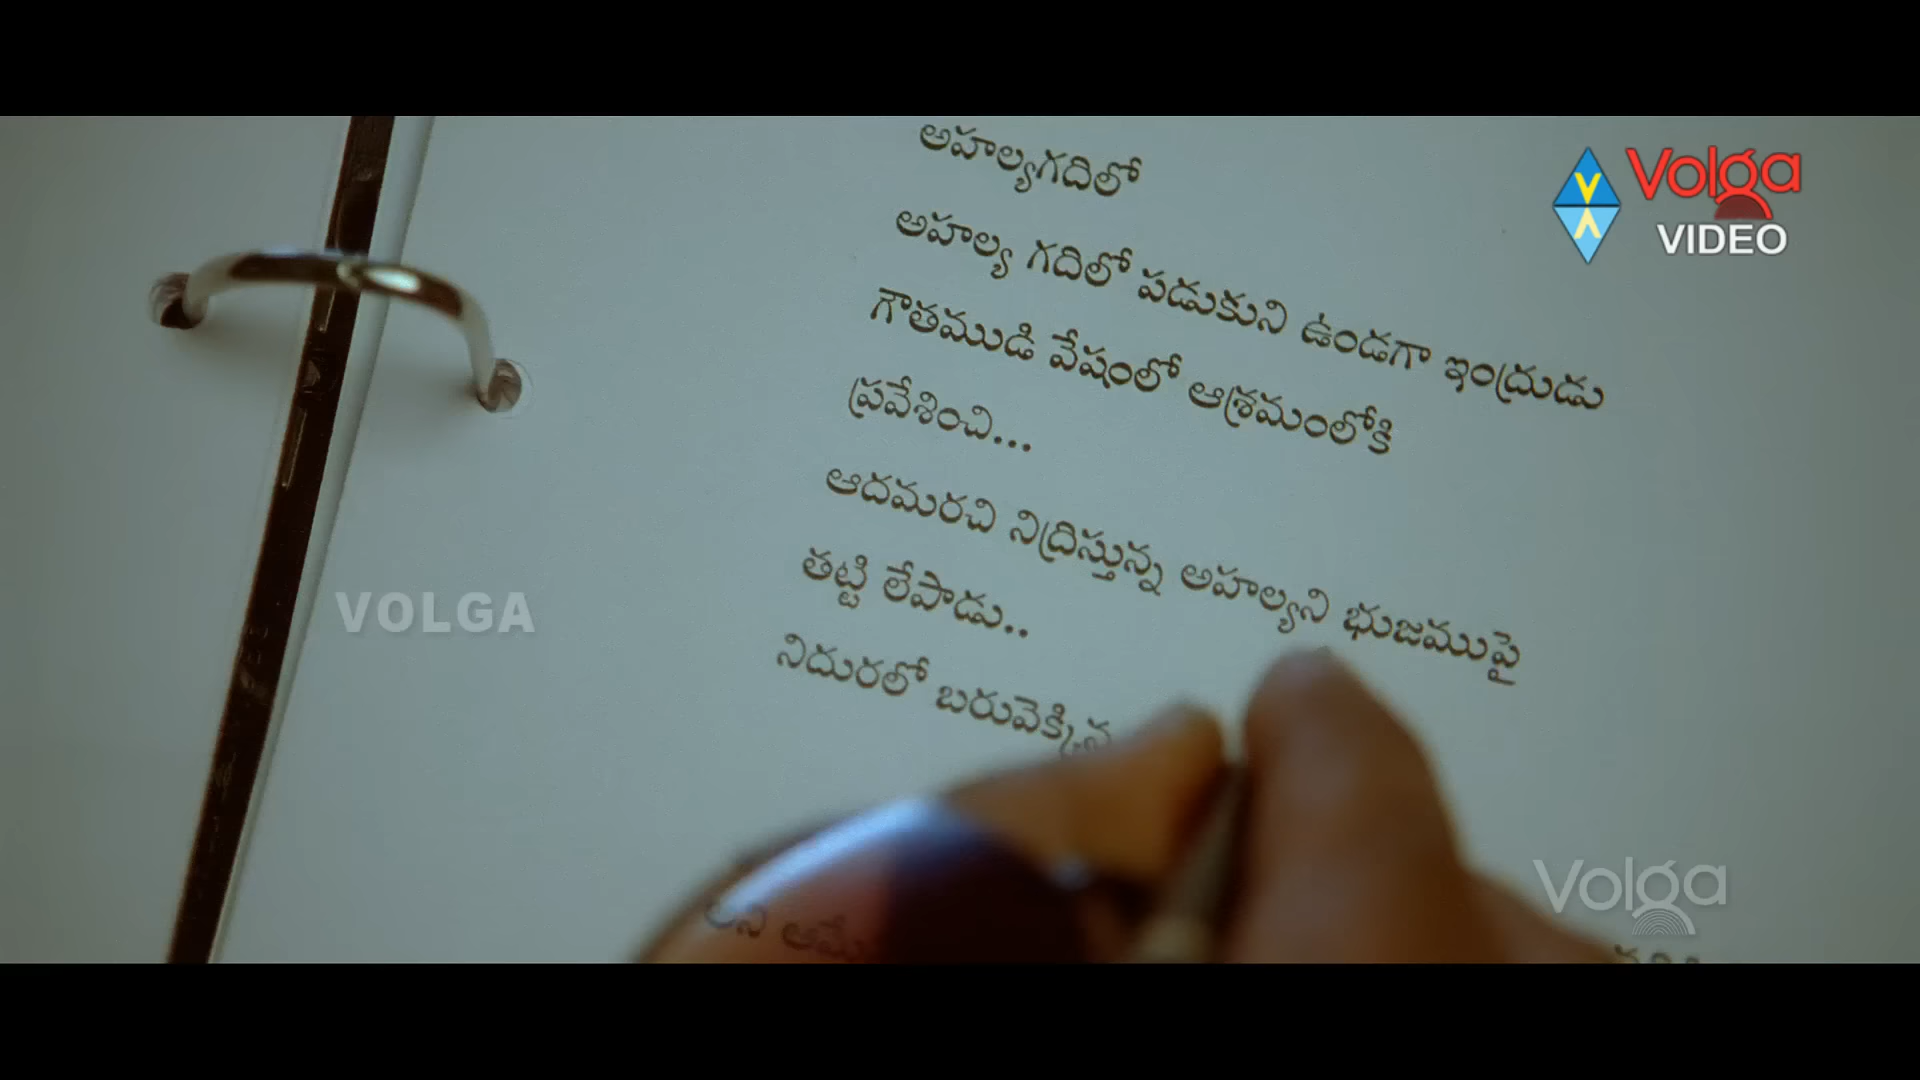 అహల్యగదిలో
అహల్య గదిలో పడుకుని ఉండగా ఇంద్రుడు
గౌతముడి వేషంలో ఆశ్రమంలోకి
ప్రవేశించి...
ఆదమరచి నిద్రిస్తున్న అహల్యని భుజముపై
తట్టి లేపాడు..
నిదురలో బరువెక్కిన
Volga
VIDEO
VOLGA
Volga